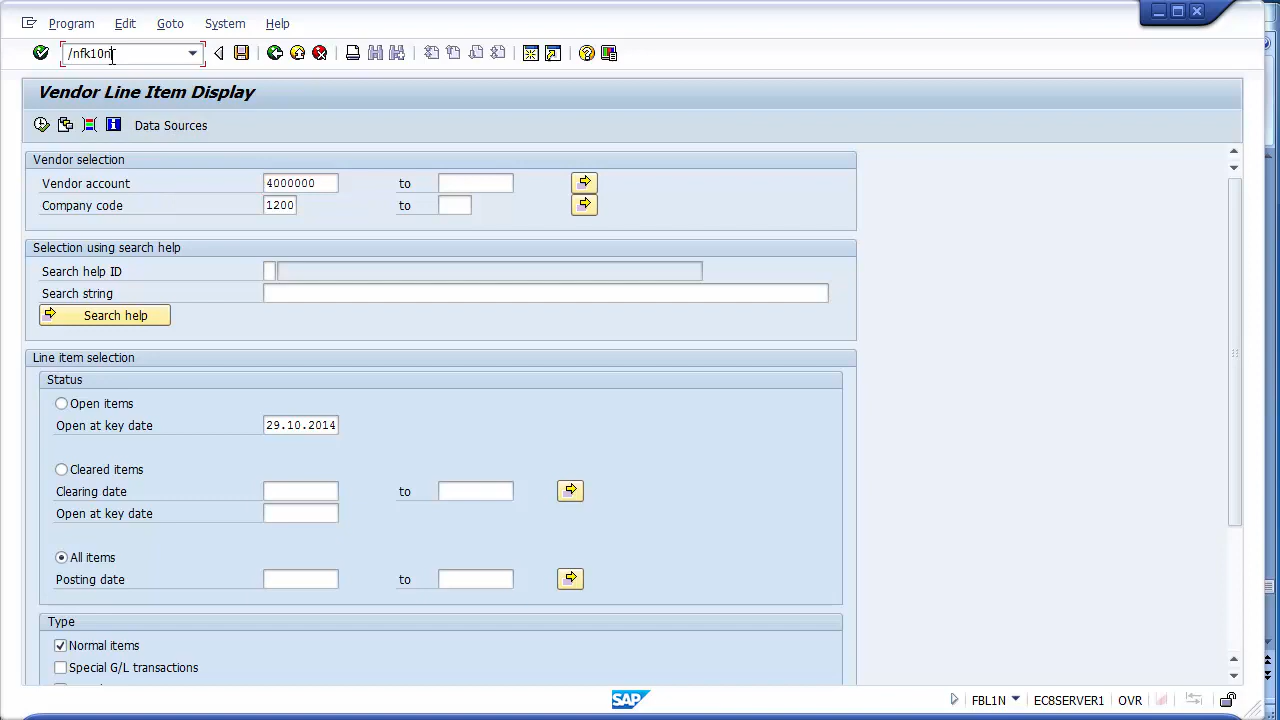 Program Edit Goto System Help
/nfk10n
Vendor Line Item Display
Data Sources
Vendor selection
Vendor account 4000000 to
Company code 1200 to
Selection using search help
Search help ID
Search string
Search help
Line item selection
Status
Open items
Open at key date 29.10.2014
Cleared items
Clearing date to
Open at key date
All items
Posting date to
Type
Normal items
Special G/L transactions
SAP FBL1N EC8SERVER1 OVR